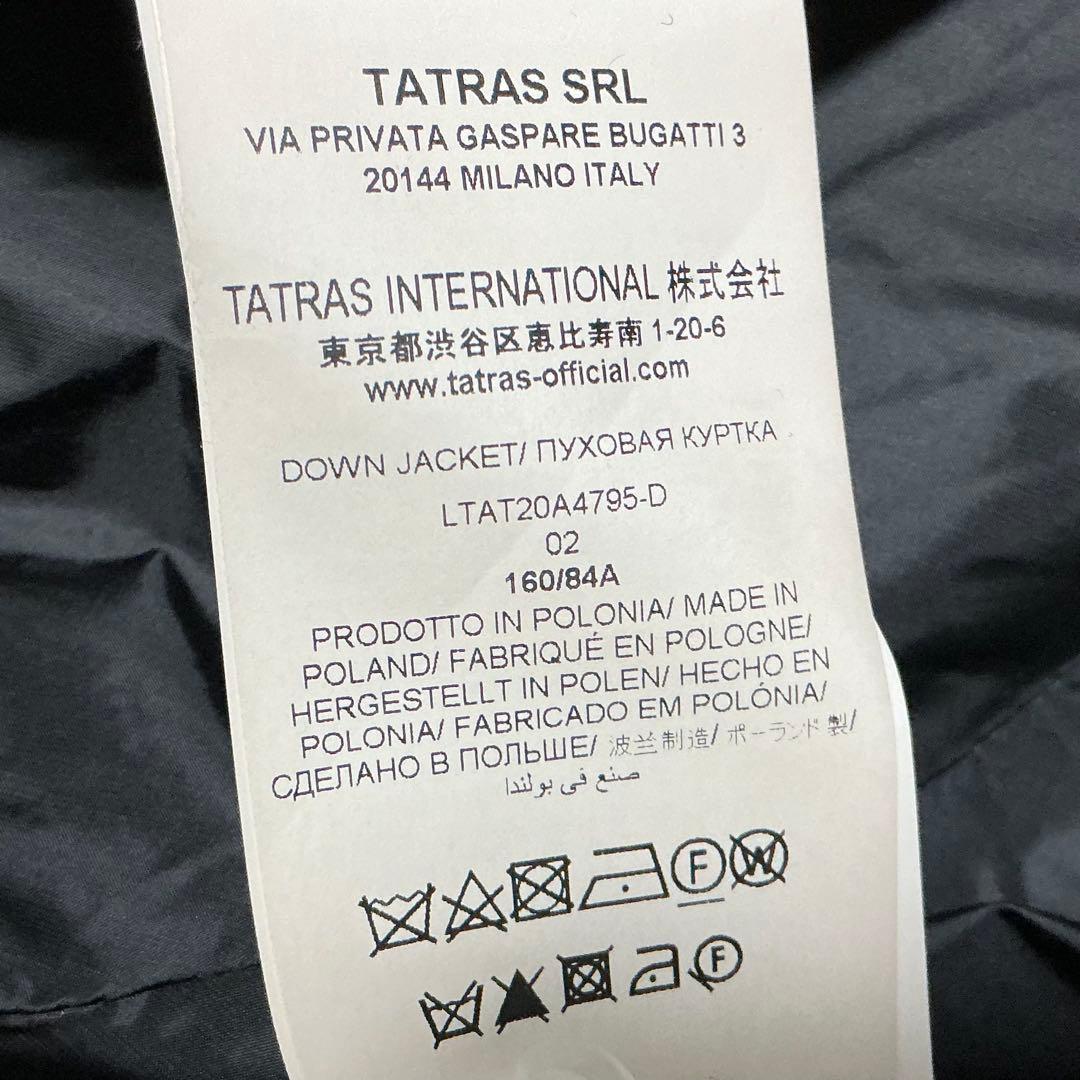 TATRAS SRL
VIA PRIVATA GASPARE BUGATTI 3
20144 MILANO ITALY
TATRAS INTERNATIONAL 株式会社
東京都渋谷区恵比寿南 1-20-6
www.tatras-official.com
DOWN JACKET/ ПУХОВАЯ КУРТКА
LTAT20A4795-D
02
160/84A
PRODOTTO IN POLONIA/ MADE IN
POLAND/ FABRIQUÉ EN POLOGNE/
HERGESTELLT IN POLEN/ HECHO EN
POLONIA/ FABRICADO EM POLÓNIA/
СДЕЛАНО В ПОЛЬШЕ/ 波兰制造/ ポーランド製/
صنع في بولندا
F W
F